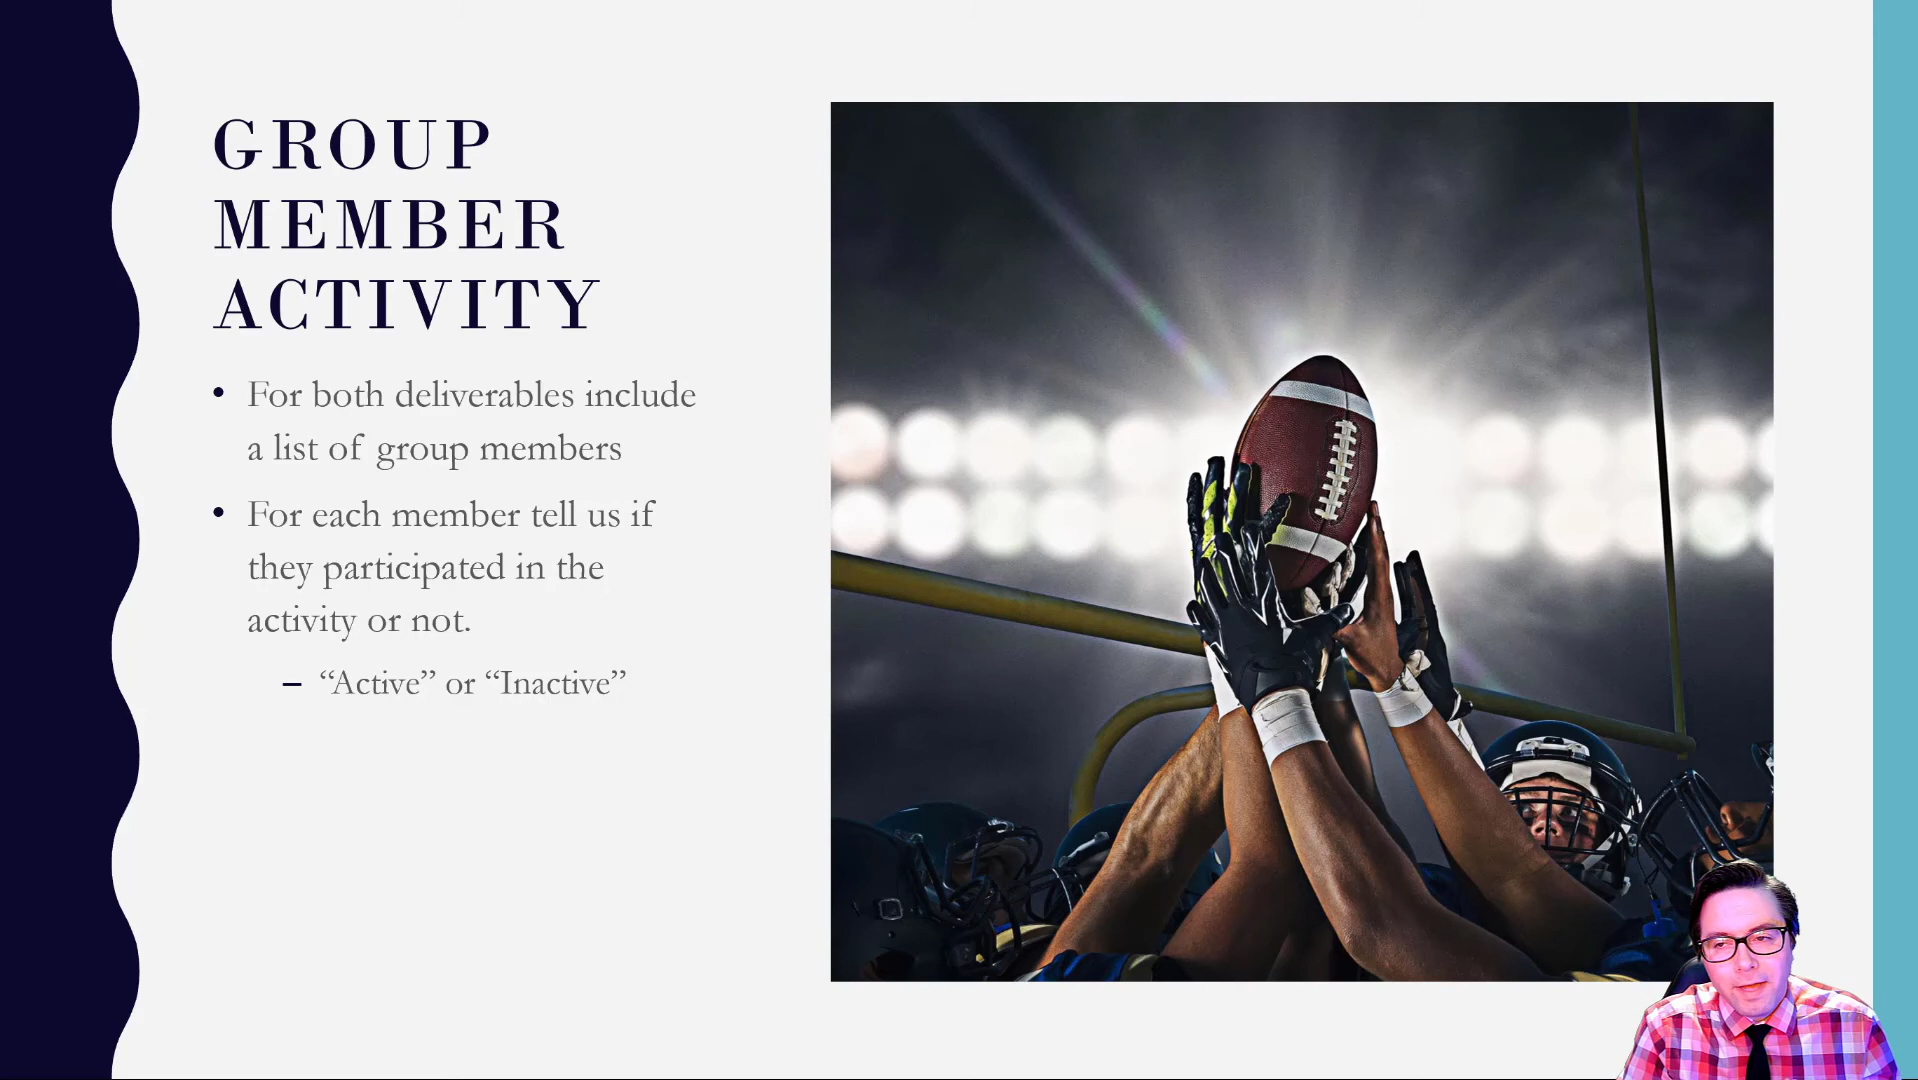 GROUP
MEMBER
ACTIVITY
• For both deliverables include
a list of group members
• For each member tell us if
they participated in the
activity or not.
– “Active” or “Inactive”